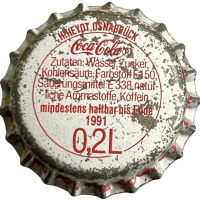 H.HEYDT, OSNABRÜCK
Coca-Cola
Zutaten: Wasser, Zucker,
Kohlensäure, Farbstoff E 150,
Säuerungsmittel E 338, natür-
liche Aromastoffe, Koffein.
mindestens haltbar bis Ende
1991
0,2L